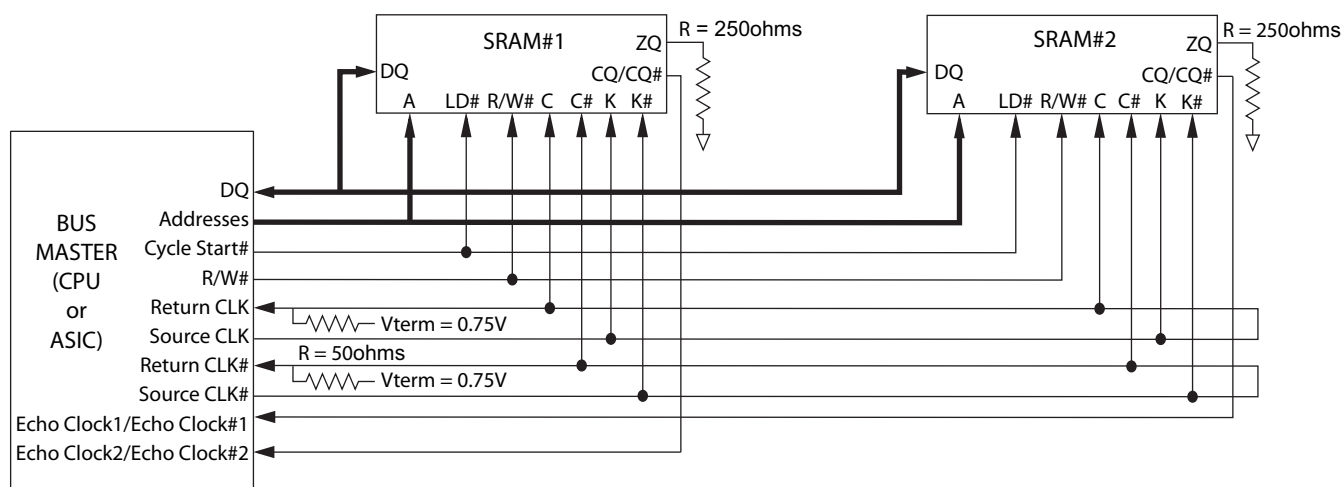 SRAM#1
ZQ
R = 250ohms
DQ
CQ/CQ#
A LD# R/W# C C# K K#
SRAM#2
ZQ
R = 250ohms
DQ
CQ/CQ#
A LD# R/W# C C# K K#
BUS
MASTER
(CPU
or
ASIC)
DQ
Addresses
Cycle Start#
R/W#
Return CLK
Vterm = 0.75V
Source CLK
Return CLK#
R = 50ohms
Vterm = 0.75V
Source CLK#
Echo Clock1/Echo Clock#1
Echo Clock2/Echo Clock#2